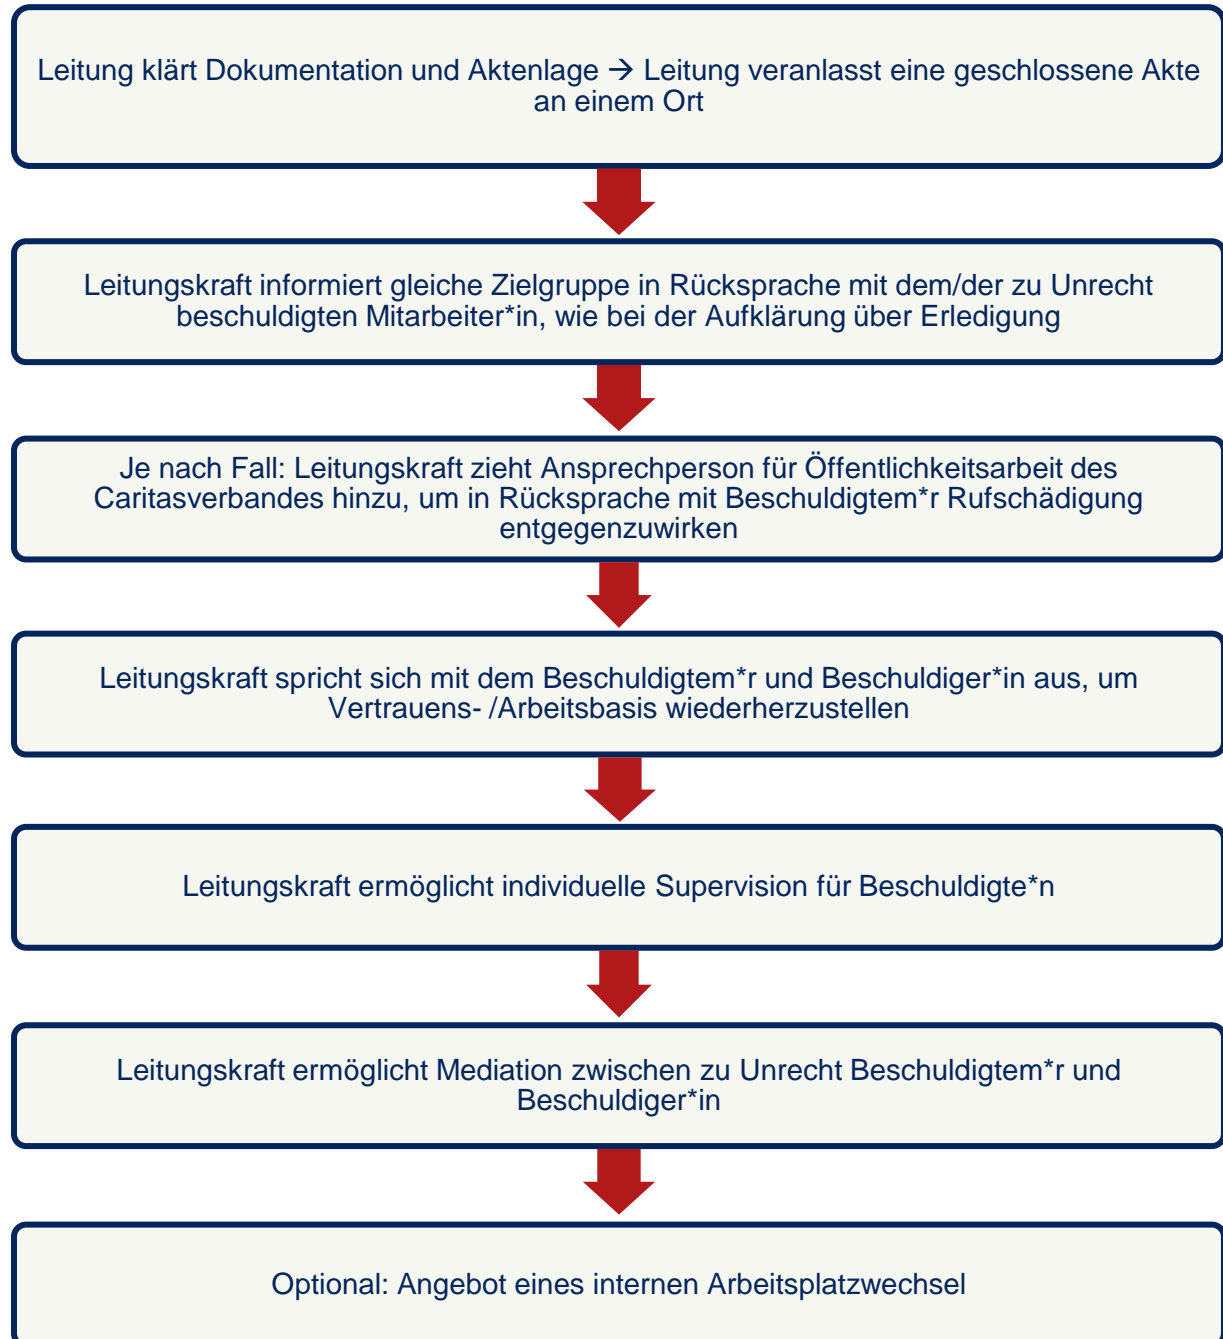 Leitung klärt Dokumentation und Aktenlage → Leitung veranlasst eine geschlossene Akte
an einem Ort
Leitungskraft informiert gleiche Zielgruppe in Rücksprache mit dem/der zu Unrecht
beschuldigten Mitarbeiter*in, wie bei der Aufklärung über Erledigung
Je nach Fall: Leitungskraft zieht Ansprechperson für Öffentlichkeitsarbeit des
Caritasverbandes hinzu, um in Rücksprache mit Beschuldigtem*r Rufschädigung
entgegenzuwirken
Leitungskraft spricht sich mit dem Beschuldigtem*r und Beschuldiger*in aus, um
Vertrauens- /Arbeitsbasis wiederherzustellen
Leitungskraft ermöglicht individuelle Supervision für Beschuldigte*n
Leitungskraft ermöglicht Mediation zwischen zu Unrecht Beschuldigtem*r und
Beschuldiger*in
Optional: Angebot eines internen Arbeitsplatzwechsel